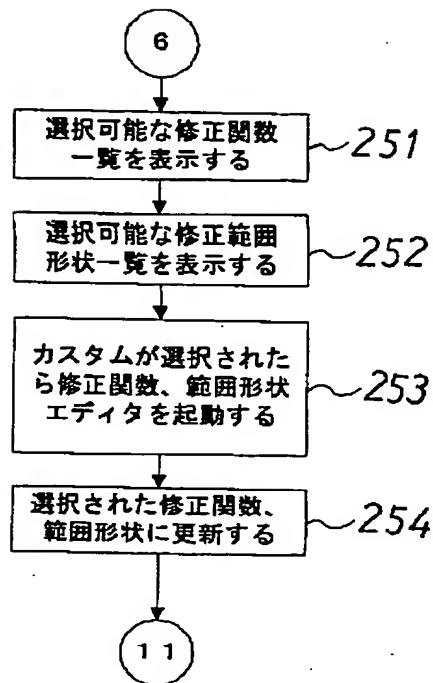 6
選択可能な修正関数
一覧を表示する
251
選択可能な修正範囲
形状一覧を表示する
252
カスタムが選択された
ら修正関数、範囲形状
エディタを起動する
253
選択された修正関数、
範囲形状に更新する
254
11